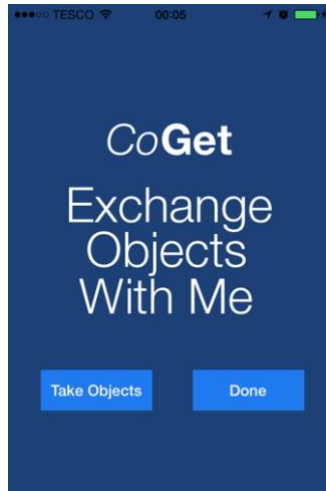 TESCO 00:05
CoGet
Exchange
Objects
With Me
Take Objects Done